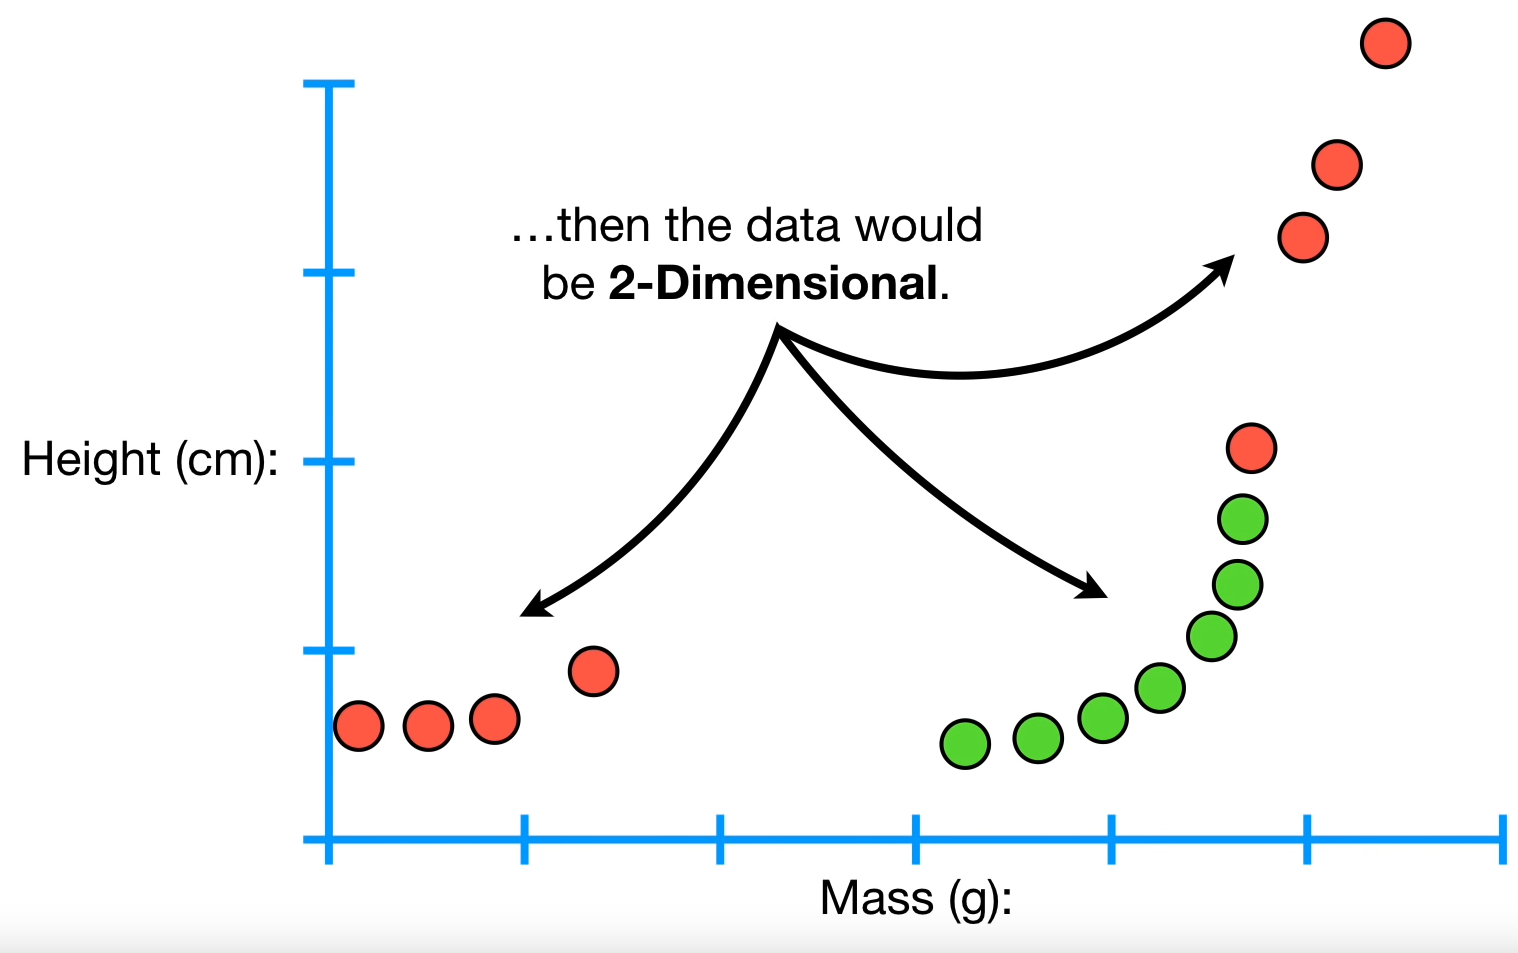 …then the data would
be 2-Dimensional.
Height (cm):
Mass (g):